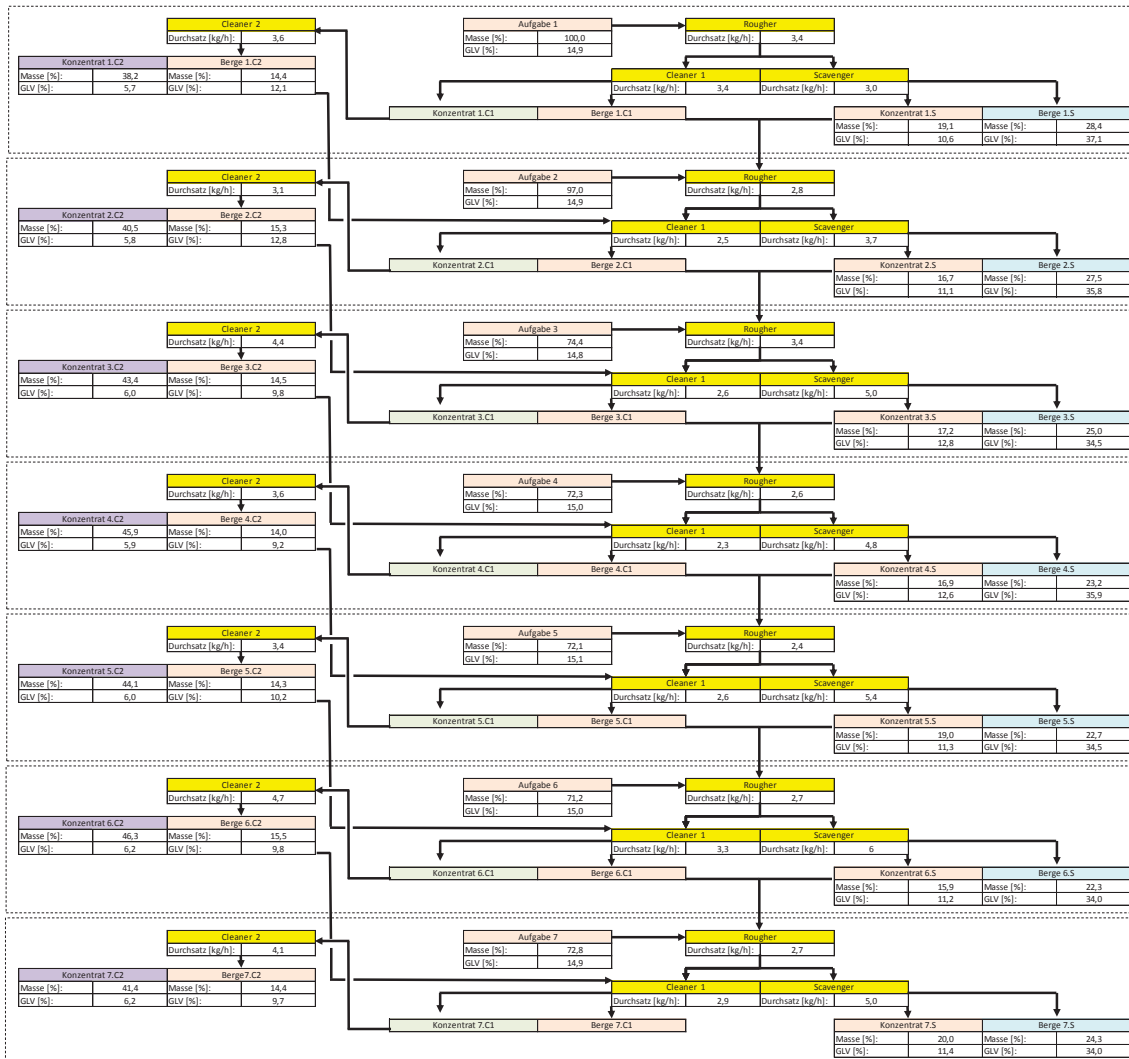 Cleaner 2 Aufgabe 1 Rougher
Durchsatz [kg/h]: 3,6 Masse [%]: 100,0 Durchsatz [kg/h]: 3,4
GLV [%]: 14,9
Konzentrat 1.C2 Berge 1.C2
Masse [%]: 38,2 Masse [%]: 14,4 Cleaner 1 Scavenger
GLV [%]: 5,7 GLV [%]: 12,1 Durchsatz [kg/h]: 3,4 Durchsatz [kg/h]: 3,0
Konzentrat 1.C1 Berge 1.C1 Konzentrat 1.S Berge 1.S
Masse [%]: 19,1 Masse [%]: 28,4
GLV [%]: 10,6 GLV [%]: 37,1
Cleaner 2 Aufgabe 2 Rougher
Durchsatz [kg/h]: 3,1 Masse [%]: 97,0 Durchsatz [kg/h]: 2,8
GLV [%]: 14,9
Konzentrat 2.C2 Berge 2.C2
Masse [%]: 40,5 Masse [%]: 15,3 Cleaner 1 Scavenger
GLV [%]: 5,8 GLV [%]: 12,8 Durchsatz [kg/h]: 2,5 Durchsatz [kg/h]: 3,7
Konzentrat 2.C1 Berge 2.C1 Konzentrat 2.S Berge 2.S
Masse [%]: 16,7 Masse [%]: 27,5
GLV [%]: 11,1 GLV [%]: 35,8
Cleaner 2 Aufgabe 3 Rougher
Durchsatz [kg/h]: 4,4 Masse [%]: 74,4 Durchsatz [kg/h]: 3,4
GLV [%]: 14,8
Konzentrat 3.C2 Berge 3.C2
Masse [%]: 43,4 Masse [%]: 14,5 Cleaner 1 Scavenger
GLV [%]: 6,0 GLV [%]: 9,8 Durchsatz [kg/h]: 2,6 Durchsatz [kg/h]: 5,0
Konzentrat 3.C1 Berge 3.C1 Konzentrat 3.S Berge 3.S
Masse [%]: 17,2 Masse [%]: 25,0
GLV [%]: 12,8 GLV [%]: 34,5
Cleaner 2 Aufgabe 4 Rougher
Durchsatz [kg/h]: 3,6 Masse [%]: 72,3 Durchsatz [kg/h]: 2,6
GLV [%]: 15,0
Konzentrat 4.C2 Berge 4.C2
Masse [%]: 45,9 Masse [%]: 14,0 Cleaner 1 Scavenger
GLV [%]: 5,9 GLV [%]: 9,2 Durchsatz [kg/h]: 2,3 Durchsatz [kg/h]: 4,8
Konzentrat 4.C1 Berge 4.C1 Konzentrat 4.S Berge 4.S
Masse [%]: 16,9 Masse [%]: 23,2
GLV [%]: 12,6 GLV [%]: 35,9
Cleaner 2 Aufgabe 5 Rougher
Durchsatz [kg/h]: 3,4 Masse [%]: 72,1 Durchsatz [kg/h]: 2,4
GLV [%]: 15,1
Konzentrat 5.C2 Berge 5.C2
Masse [%]: 44,1 Masse [%]: 14,3 Cleaner 1 Scavenger
GLV [%]: 6,0 GLV [%]: 10,2 Durchsatz [kg/h]: 2,6 Durchsatz [kg/h]: 5,4
Konzentrat 5.C1 Berge 5.C1 Konzentrat 5.S Berge 5.S
Masse [%]: 19,0 Masse [%]: 22,7
GLV [%]: 11,3 GLV [%]: 34,5
Cleaner 2 Aufgabe 6 Rougher
Durchsatz [kg/h]: 4,7 Masse [%]: 71,2 Durchsatz [kg/h]: 2,7
GLV [%]: 15,0
Konzentrat 6.C2 Berge 6.C2
Masse [%]: 46,3 Masse [%]: 15,5 Cleaner 1 Scavenger
GLV [%]: 6,2 GLV [%]: 9,8 Durchsatz [kg/h]: 3,3 Durchsatz [kg/h]: 6
Konzentrat 6.C1 Berge 6.C1 Konzentrat 6.S Berge 6.S
Masse [%]: 15,9 Masse [%]: 22,3
GLV [%]: 11,2 GLV [%]: 34,0
Cleaner 2 Aufgabe 7 Rougher
Durchsatz [kg/h]: 4,1 Masse [%]: 72,8 Durchsatz [kg/h]: 2,7
GLV [%]: 14,9
Konzentrat 7.C2 Berge7.C2
Masse [%]: 41,4 Masse [%]: 14,4 Cleaner 1 Scavenger
GLV [%]: 6,2 GLV [%]: 9,7 Durchsatz [kg/h]: 2,9 Durchsatz [kg/h]: 5,0
Konzentrat 7.C1 Berge 7.C1 Konzentrat 7.S Berge 7.S
Masse [%]: 20,0 Masse [%]: 24,3
GLV [%]: 11,4 GLV [%]: 34,0